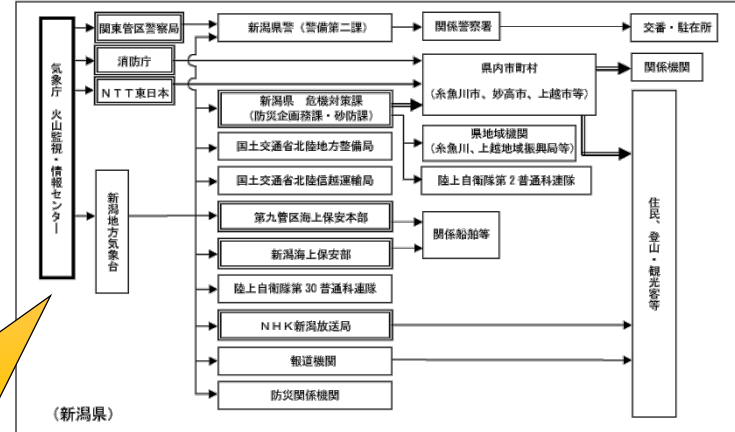 気象庁 火山監視・情報センター
関東管区警察局
消防庁
NTT東日本
新潟地方気象台
新潟県警(警備第二課)
新潟県 危機対策課
(防災企画務課・砂防課)
国土交通省北陸地方整備局
国土交通省北陸信越運輸局
第九管区海上保安本部
新潟海上保安部
陸上自衛隊第30普通科連隊
NHK新潟放送局
報道機関
防災関係機関
関係警察署
県内市町村
(糸魚川市、妙高市、上越市等)
県地域機関
(糸魚川、上越地域振興局等)
陸上自衛隊第2普通科連隊
関係船舶等
交番・駐在所
関係機関
住民、登山・観光客等
(新潟県)